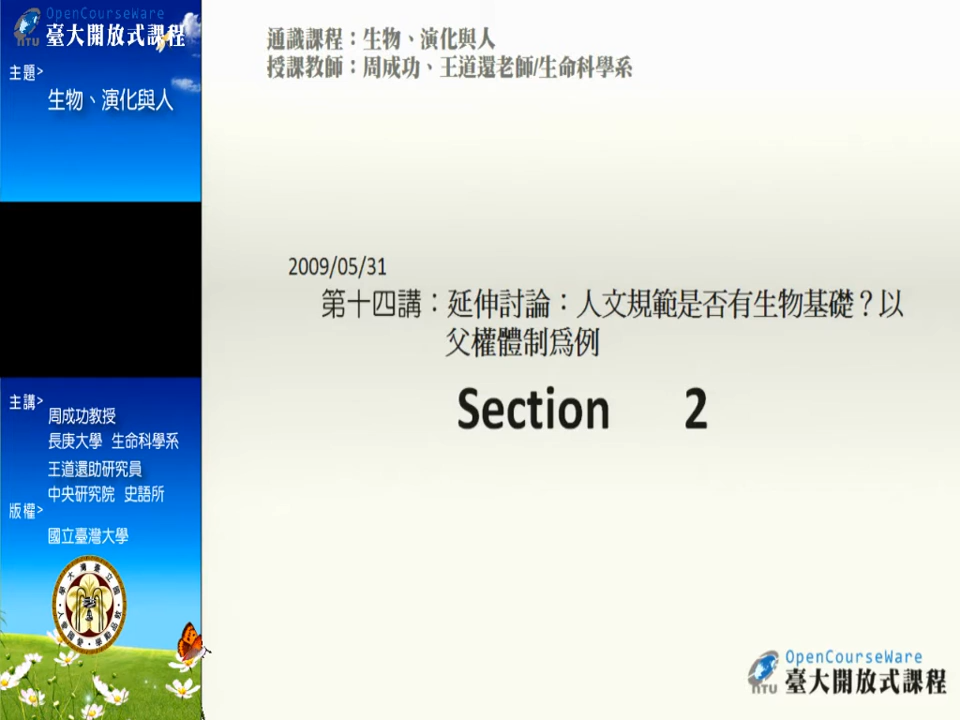 OpenCourseWare
NTU 臺大開放式課程
主題>
生物、演化與人
通識課程：生物、演化與人
授課教師：周成功、王道還老師/生命科學系
2009/05/31
第十四講：延伸討論：人文規範是否有生物基礎？以
父權體制爲例
Section 2
主講>
周成功教授
長庚大學 生命科學系
王道還助研究員
中央研究院 史語所
版權>
國立臺灣大學
OpenCourseWare
NTU 臺大開放式課程